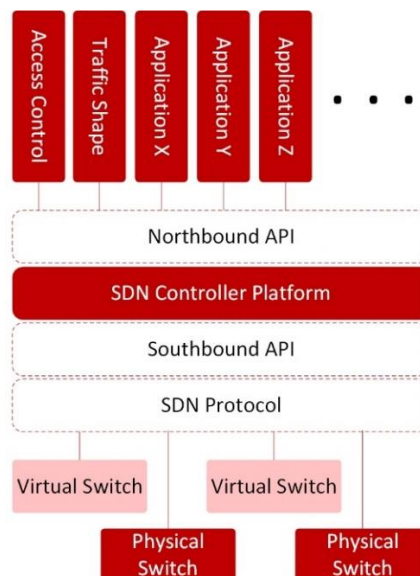 Access Control
Traffic Shape
Application X
Application Y
Application Z
. . .
Northbound API
SDN Controller Platform
Southbound API
SDN Protocol
Virtual Switch
Virtual Switch
Physical
Switch
Physical
Switch